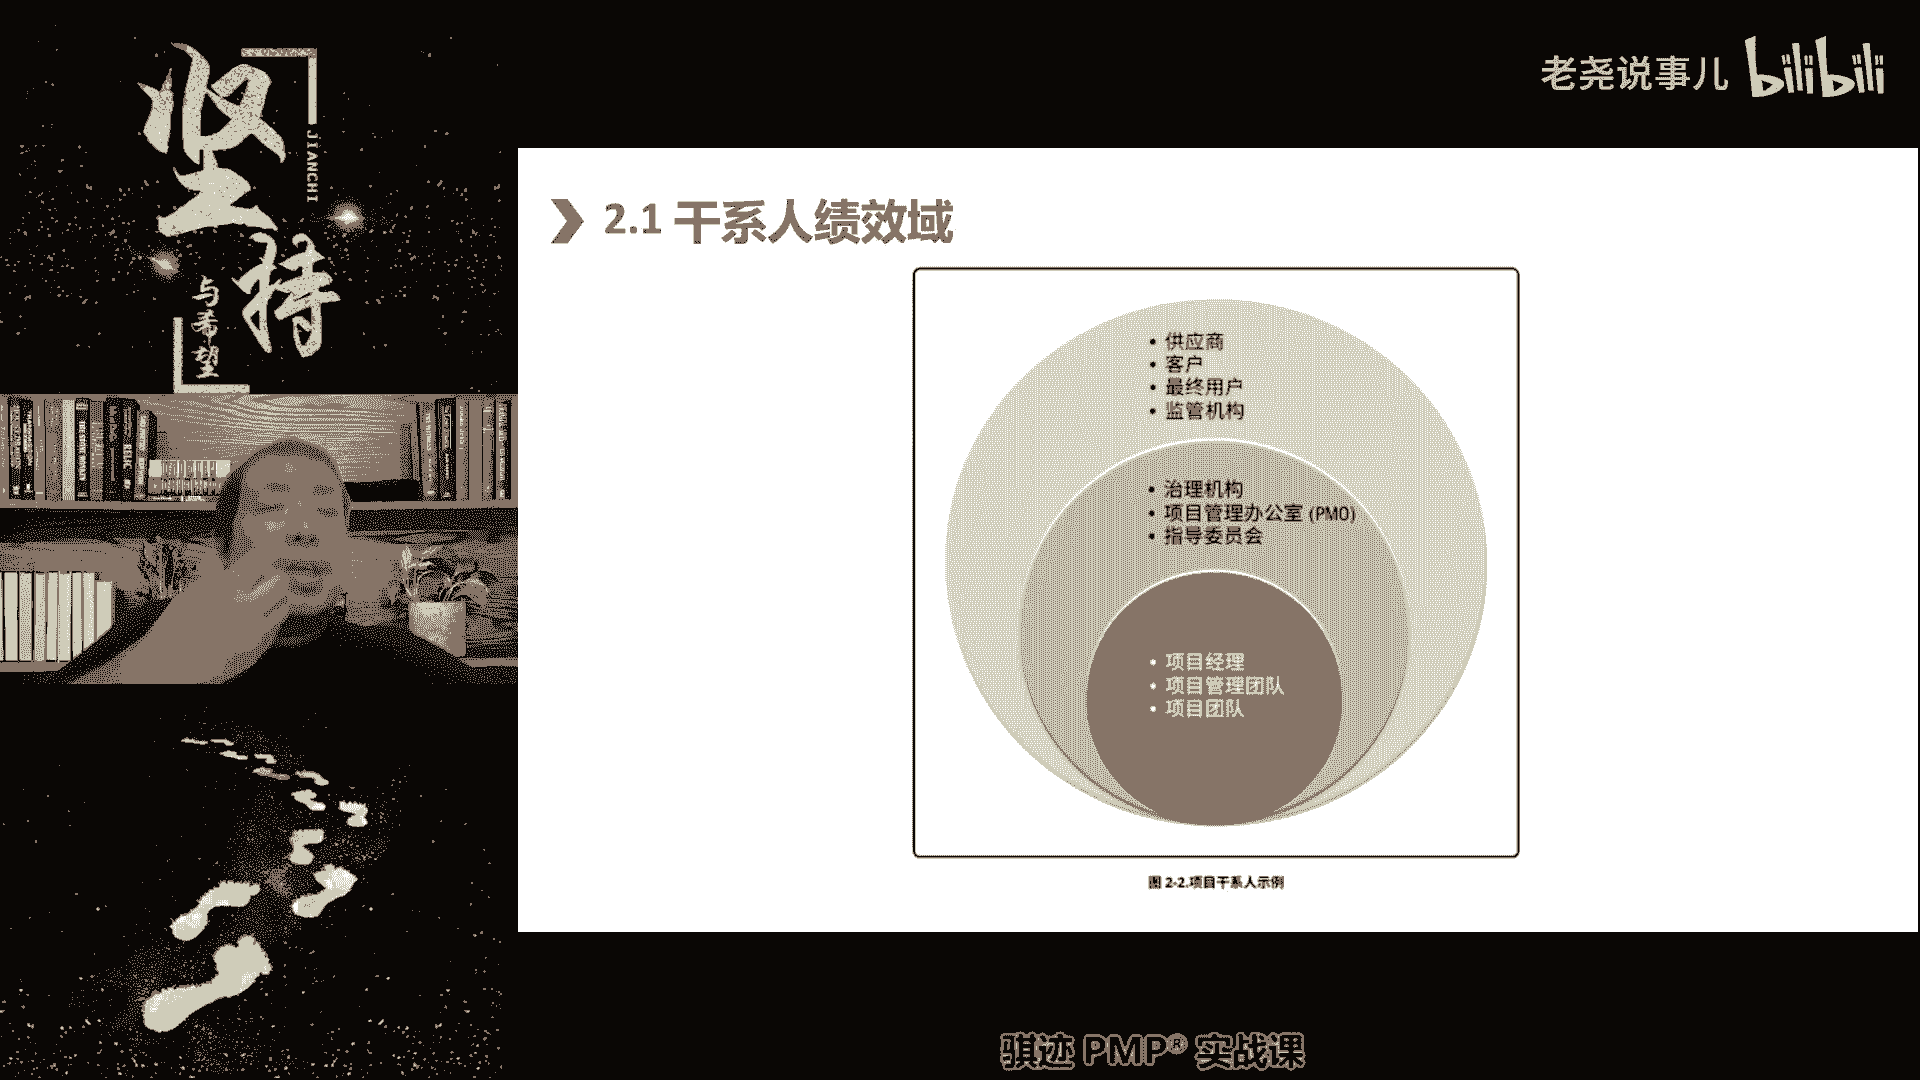 坚持
JIANCHI
与希望
老尧说事儿 bilibili
2.1 干系人绩效域
• 供应商
• 客户
• 最终用户
• 监管机构
• 治理机构
• 项目管理办公室 (PMO)
• 指导委员会
• 项目经理
• 项目管理团队
• 项目团队
图 2-2.项目干系人示例
骐迹 PMP® 实战课